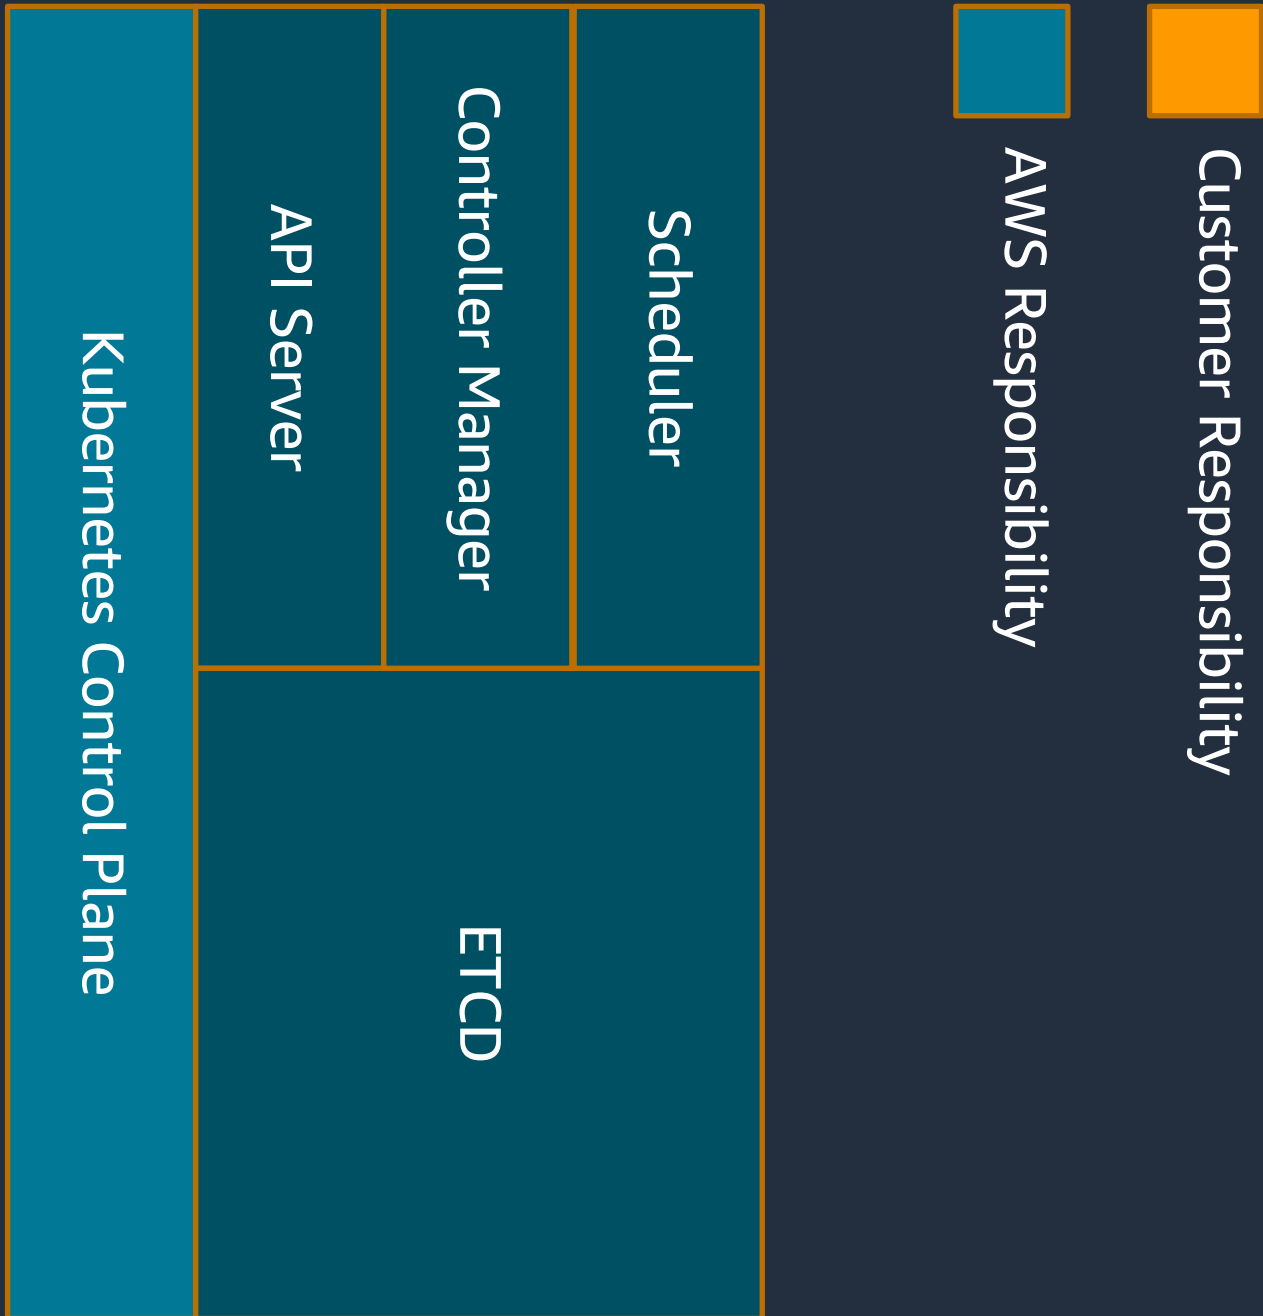 Customer Responsibility
AWS Responsibility
Scheduler
Controller Manager
API Server
ETCD
Kubernetes Control Plane